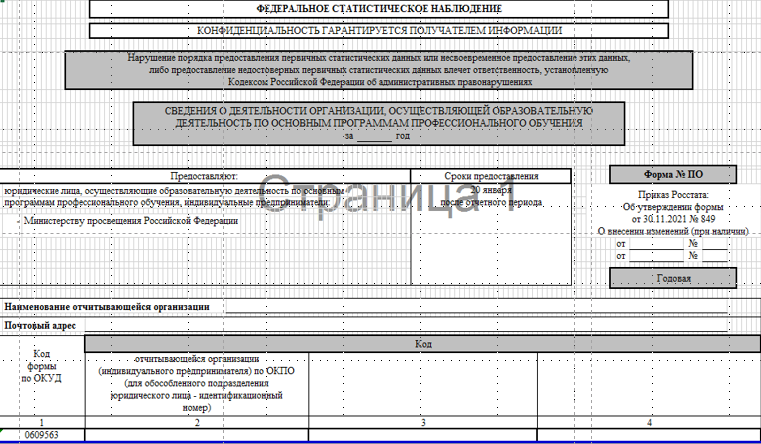 ФЕДЕРАЛЬНОЕ СТАТИСТИЧЕСКОЕ НАБЛЮДЕНИЕ
КОНФИДЕНЦИАЛЬНОСТЬ ГАРАНТИРУЕТСЯ ПОЛУЧАТЕЛЕМ ИНФОРМАЦИИ
Нарушение порядка предоставления первичных статистических данных или несвоевременное предоставление этих данных,
либо предоставление недостоверных первичных статистических данных влечет ответственность, установленную
Кодексом Российской Федерации об административных правонарушениях
СВЕДЕНИЯ О ДЕЯТЕЛЬНОСТИ ОРГАНИЗАЦИИ, ОСУЩЕСТВЛЯЮЩЕЙ ОБРАЗОВАТЕЛЬНУЮ
ДЕЯТЕЛЬНОСТЬ ПО ОСНОВНЫМ ПРОГРАММАМ ПРОФЕССИОНАЛЬНОГО ОБУЧЕНИЯ
за ______ год
Предоставляют:
Сроки предоставления
юридические лица, осуществляющие образовательную деятельность по основным
программам профессионального обучения, индивидуальные предприниматели:
- Министерству просвещения Российской Федерации
20 января
после отчетного периода
Страница 1
Форма № ПО
Приказ Росстата:
Об утверждении формы
от 30.11.2021 № 849
О внесении изменений (при наличии)
от ______ № ___
от ______ № ___
Годовая
Наименование отчитывающейся организации
Почтовый адрес
Код
формы
по ОКУД
Код
отчитывающейся организации
(индивидуального предпринимателя) по ОКПО
(для обособленного подразделения
юридического лица - идентификационный
номер)
1 2 3 4
0609563